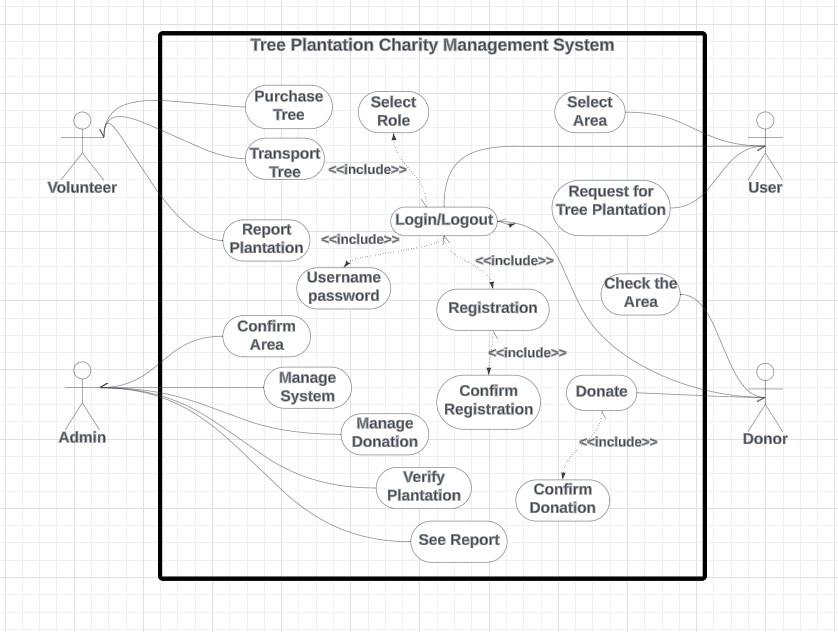 Tree Plantation Charity Management System
Purchase
Tree
Select
Role
Select
Area
Transport
Tree
<<include>>
Volunteer
User
Request for
Tree Plantation
Login/Logout
Report
Plantation
<<include>>
<<include>>
Username
password
Registration
Check the
Area
Confirm
Area
<<include>>
Manage
System
Confirm
Registration
Donate
Admin
Donor
Manage
Donation
<<include>>
Verify
Plantation
Confirm
Donation
See Report